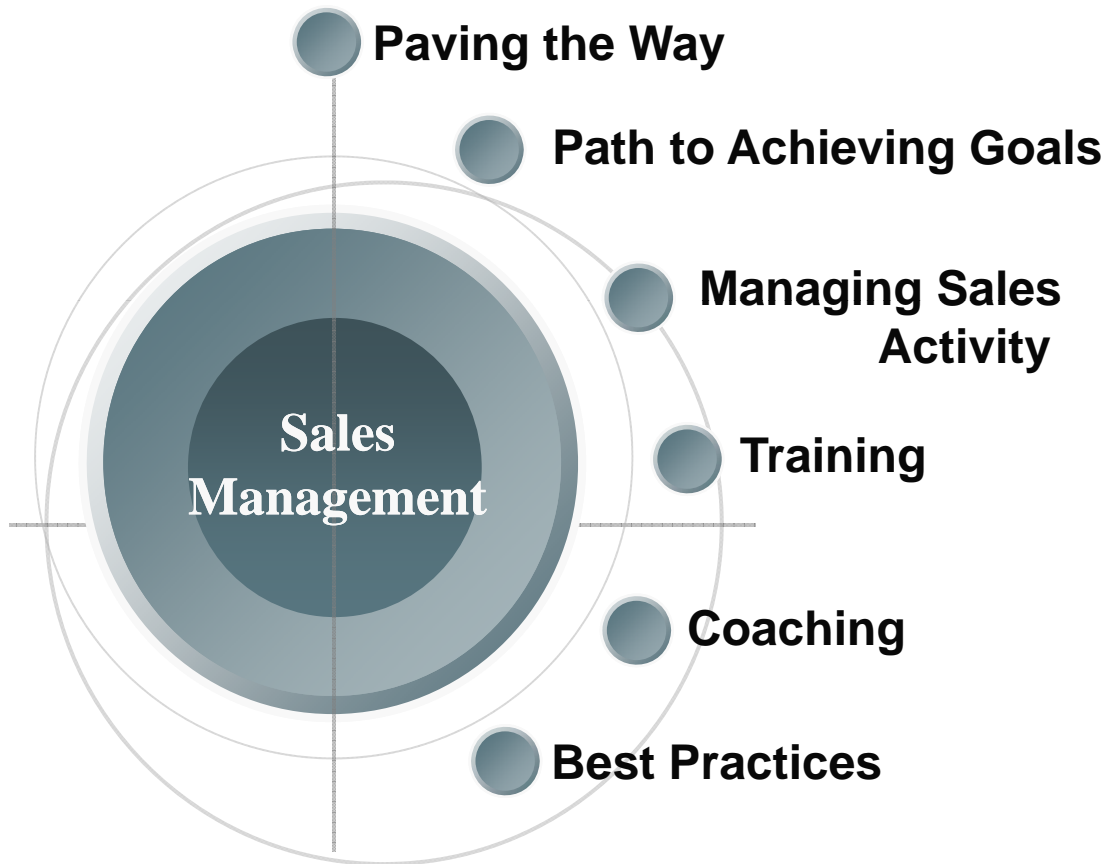 Paving the Way
Path to Achieving Goals
Managing Sales
Activity
Sales
Management
Training
Coaching
Best Practices